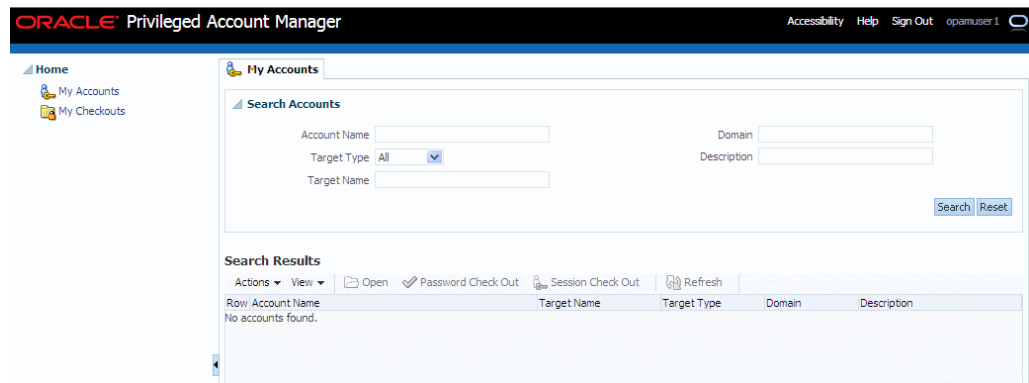 ORACLE Privileged Account Manager
Accessibility Help Sign Out opamuser1
Home
My Accounts
My Checkouts
My Accounts
Search Accounts
Account Name
Domain
Target Type All
Description
Target Name
Search Reset
Search Results
Actions View Open Password Check Out Session Check Out Refresh
Row Account Name Target Name Target Type Domain Description
No accounts found.